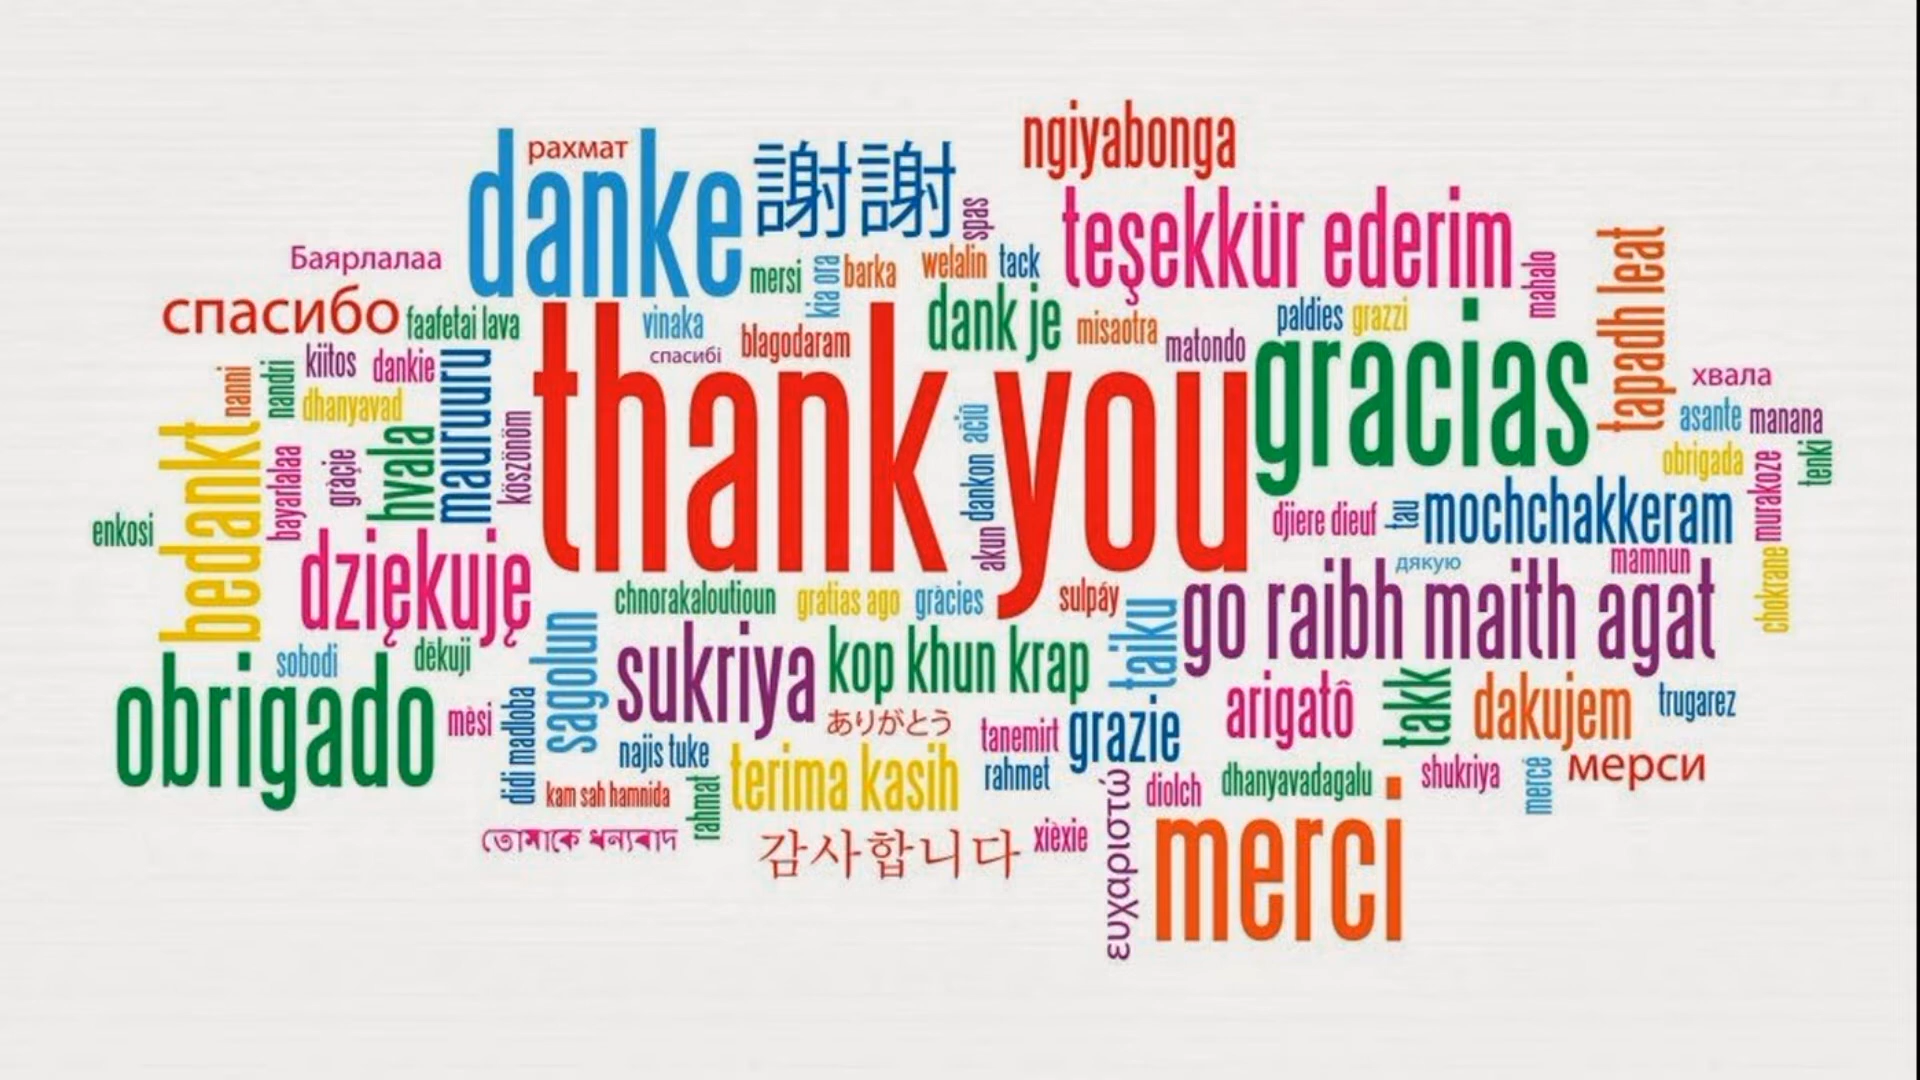 ngiyabonga
рахмат
danke
謝謝
spas
teşekkür ederim
mahalo
tapadh leat
Баярлалаа
mersi
kia ora
barka
welalin
tack
спасибо
faafetai lava
vinaka
спасибі
blagodaram
dank je
misaotra
matondo
paldies
grazzi
gracias
хвала
nanni
nandri
kiitos
dankie
dhanyavad
mauruuru
köszönöm
thank you
dankon
ačiū
akun
asante
manana
obrigada
tenki
murakoze
bedankt
bayarlalaa
gràçie
hvala
enkosi
dziękuję
djiere dieuf
tau
mochchakkeram
дякую
mamnun
chokrane
chnorakaloutioun
gratias ago
gràcies
sulpáy
taiku
go raibh maith agat
sobodi
dĕkuji
sagolun
sukriya
kop khun krap
obrigado
mèsi
didi madloba
najis tuke
ありがとう
tanemirt
grazie
arigatô
takk
dakujem
trugarez
kam sah hamnida
rahmat
terima kasih
rahmet
diolch
dhanyavadagalu
shukriya
mercé
мерси
তোমাকে ধন্যবাদ
감사합니다
xièxie
ευχαριστώ
merci